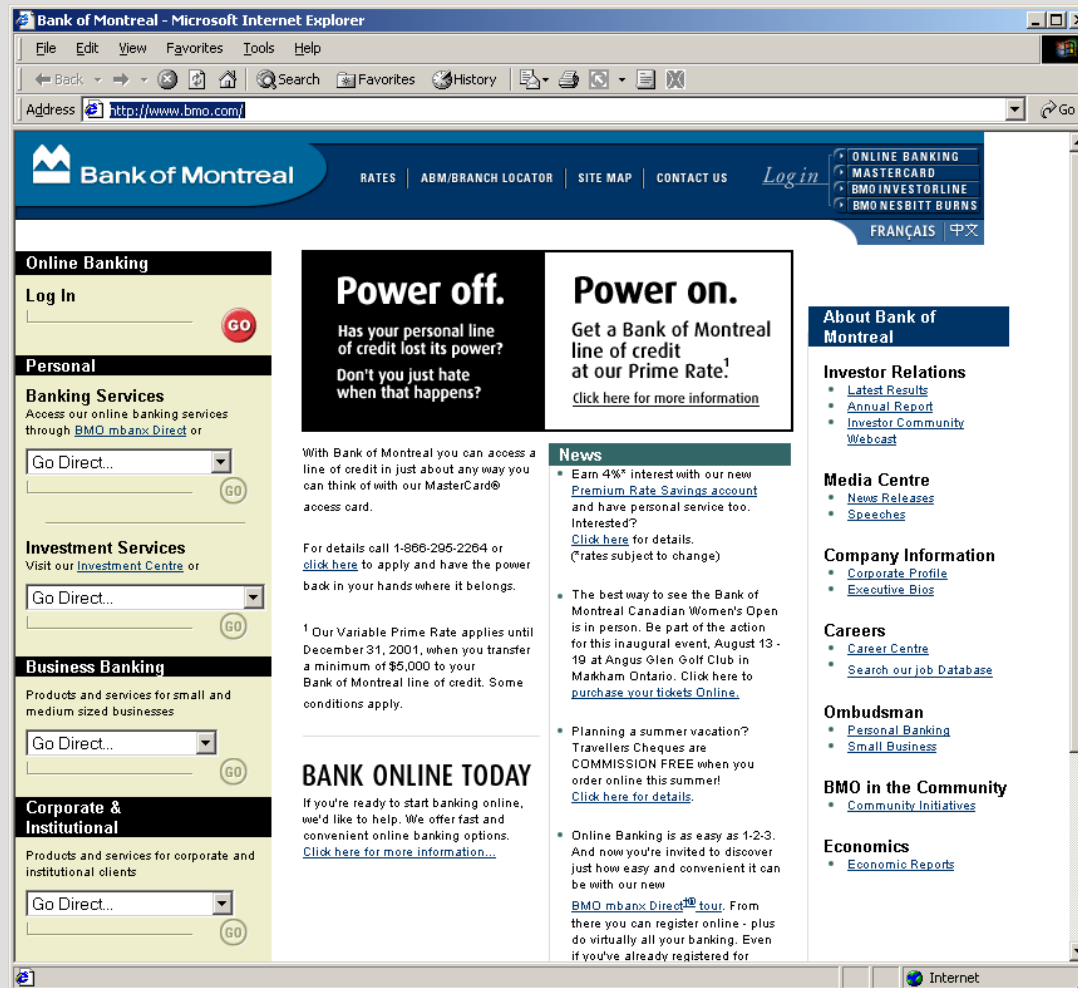 Bank of Montreal - Microsoft Internet Explorer
File Edit View Favorites Tools Help
Back Search Favorites History
Address http://www.bmo.com/ Go
Bank of Montreal
RATES ABM/BRANCH LOCATOR SITE MAP CONTACT US
Log in
ONLINE BANKING
MASTERCARD
BMO INVESTORLINE
BMO NESBITT BURNS
FRANÇAIS 中文
Online Banking
Log In
GO
Personal
Banking Services
Access our online banking services
through BMO mbanx Direct or
Go Direct...
GO
Investment Services
Visit our Investment Centre or
Go Direct...
GO
Business Banking
Products and services for small and
medium sized businesses
Go Direct...
GO
Corporate &
Institutional
Products and services for corporate and
institutional clients
Go Direct...
GO
Power off.
Has your personal line
of credit lost its power?
Don't you just hate
when that happens?
Power on.
Get a Bank of Montreal
line of credit
at our Prime Rate.1
Click here for more information
With Bank of Montreal you can access a
line of credit in just about any way you
can think of with our MasterCard®
access card.
For details call 1-866-295-2264 or
click here to apply and have the power
back in your hands where it belongs.
1 Our Variable Prime Rate applies until
December 31, 2001, when you transfer
a minimum of $5,000 to your
Bank of Montreal line of credit. Some
conditions apply.
BANK ONLINE TODAY
If you're ready to start banking online,
we'd like to help. We offer fast and
convenient online banking options.
Click here for more information...
News
Earn 4%* interest with our new
Premium Rate Savings account
and have personal service too.
Interested?
Click here for details.
(*rates subject to change)
The best way to see the Bank of
Montreal Canadian Women's Open
is in person. Be part of the action
for this inaugural event, August 13 -
19 at Angus Glen Golf Club in
Markham Ontario. Click here to
purchase your tickets Online.
Planning a summer vacation?
Travellers Cheques are
COMMISSION FREE when you
order online this summer!
Click here for details.
Online Banking is as easy as 1-2-3.
And now you're invited to discover
just how easy and convenient it can
be with our new
BMO mbanx Direct†® tour. From
there you can register online - plus
do virtually all your banking. Even
if you've already registered for
About Bank of
Montreal
Investor Relations
Latest Results
Annual Report
Investor Community
Webcast
Media Centre
News Releases
Speeches
Company Information
Corporate Profile
Executive Bios
Careers
Career Centre
Search our job Database
Ombudsman
Personal Banking
Small Business
BMO in the Community
Community Initiatives
Economics
Economic Reports
Internet